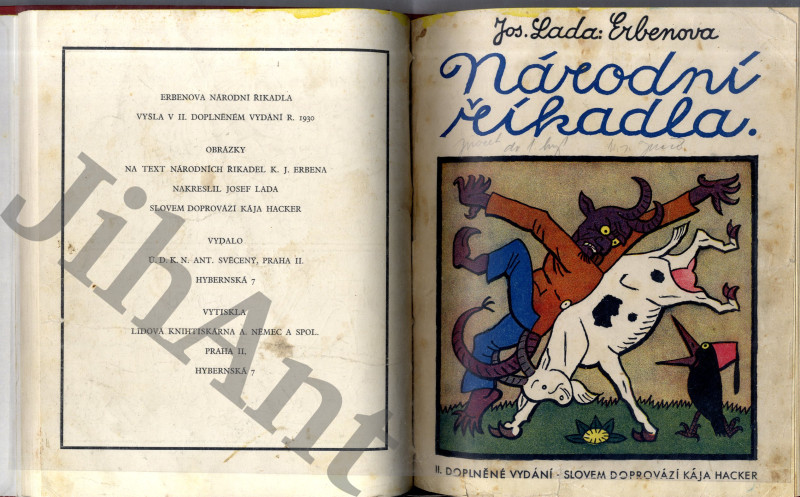 ERBENOVA NÁRODNÍ ŘIKADLA
VYŠLA V II. DOPLNĚNÉM VYDÁNÍ R. 1930
OBRÁZKY
NA TEXT NÁRODNÍCH ŘIKADEL K. J. ERBENA
NAKRESLIL JOSEF LADA
SLOVEM DOPROVÁZÍ KÁJA HACKER
VYDALO
U. D. K. N. ANT. SVĚCENÝ, PRAHA II.
HYBERNSKÁ 7
VYTISKLA
LIDOVÁ KNIHTISKÁRNA A. NĚMEC A SPOL.
PRAHA II,
HYBERNSKÁ 7
JihAnt
Jos. Lada: Erbenova
Národní
říkadla.
II. DOPLNĚNÉ VYDÁNÍ - SLOVEM DOPROVÁZÍ KÁJA HACKER